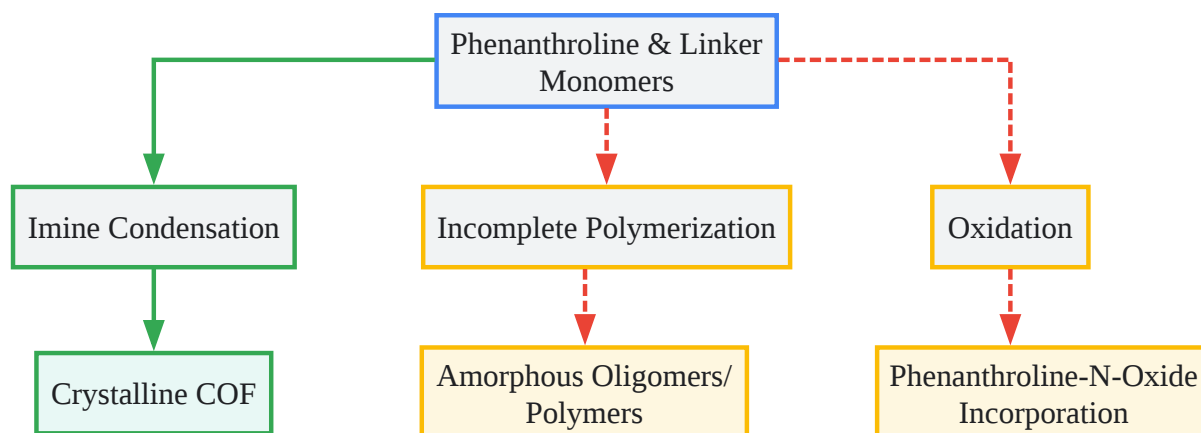 Phenanthroline & Linker
Monomers
Imine Condensation
Incomplete Polymerization
Oxidation
Crystalline COF
Amorphous Oligomers/
Polymers
Phenanthroline-N-Oxide
Incorporation